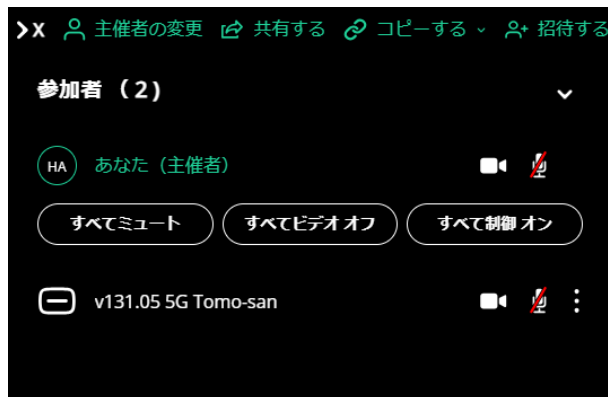 >X 主催者の変更 共有する コピーする 招待する
参加者 （2）
HA あなた（主催者）
すべてミュート すべてビデオ オフ すべて制御 オン
v131.05 5G Tomo-san